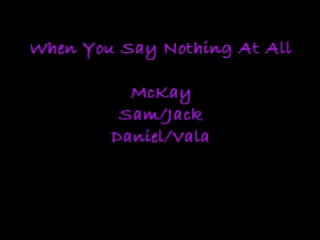 When You Say Nothing At All
McKay
Sam/Jack
Daniel/Vala